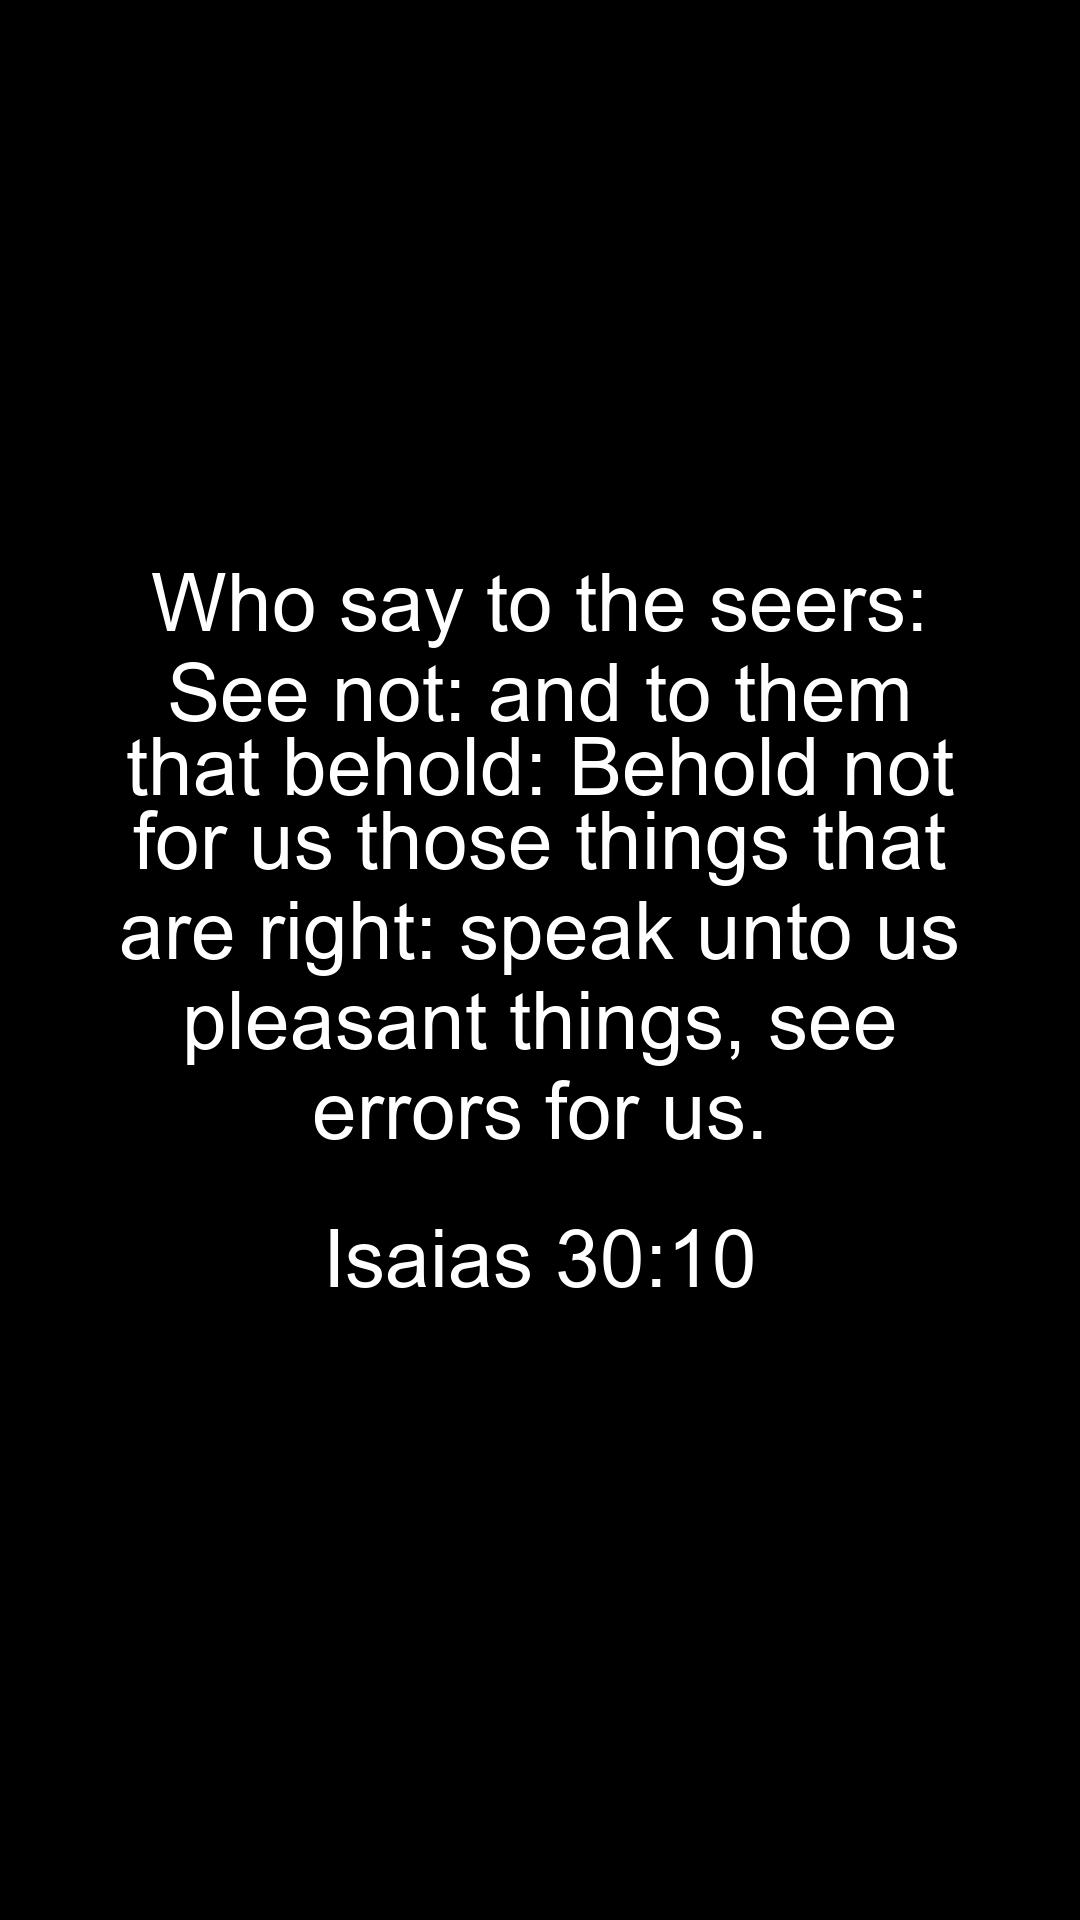 Who say to the seers:
See not: and to them
that behold: Behold not
for us those things that
are right: speak unto us
pleasant things, see
errors for us.
Isaias 30:10